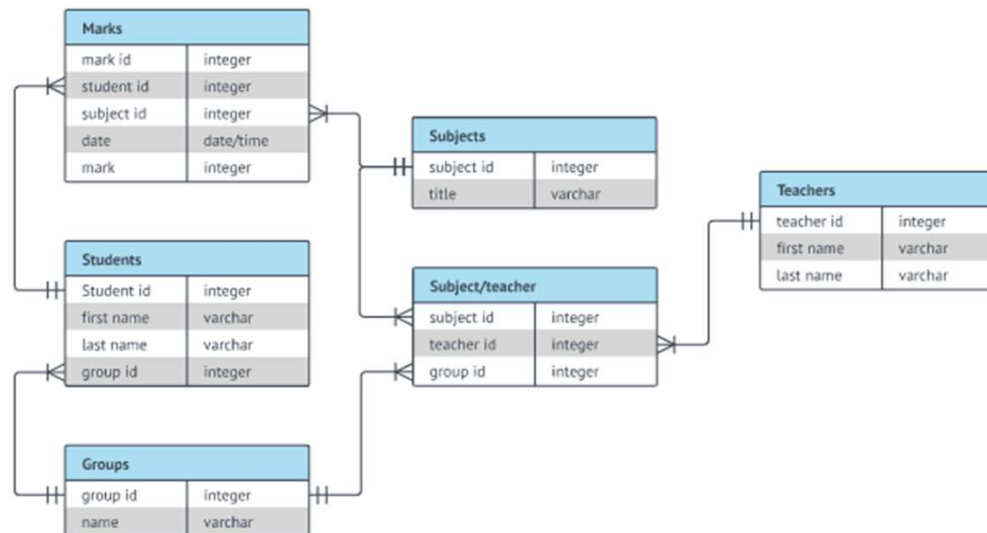 Marks
mark id integer
student id integer
subject id integer
date date/time
mark integer
Subjects
subject id integer
title varchar
Teachers
teacher id integer
first name varchar
last name varchar
Students
Student id integer
first name varchar
last name varchar
group id integer
Subject/teacher
subject id integer
teacher id integer
group id integer
Groups
group id integer
name varchar